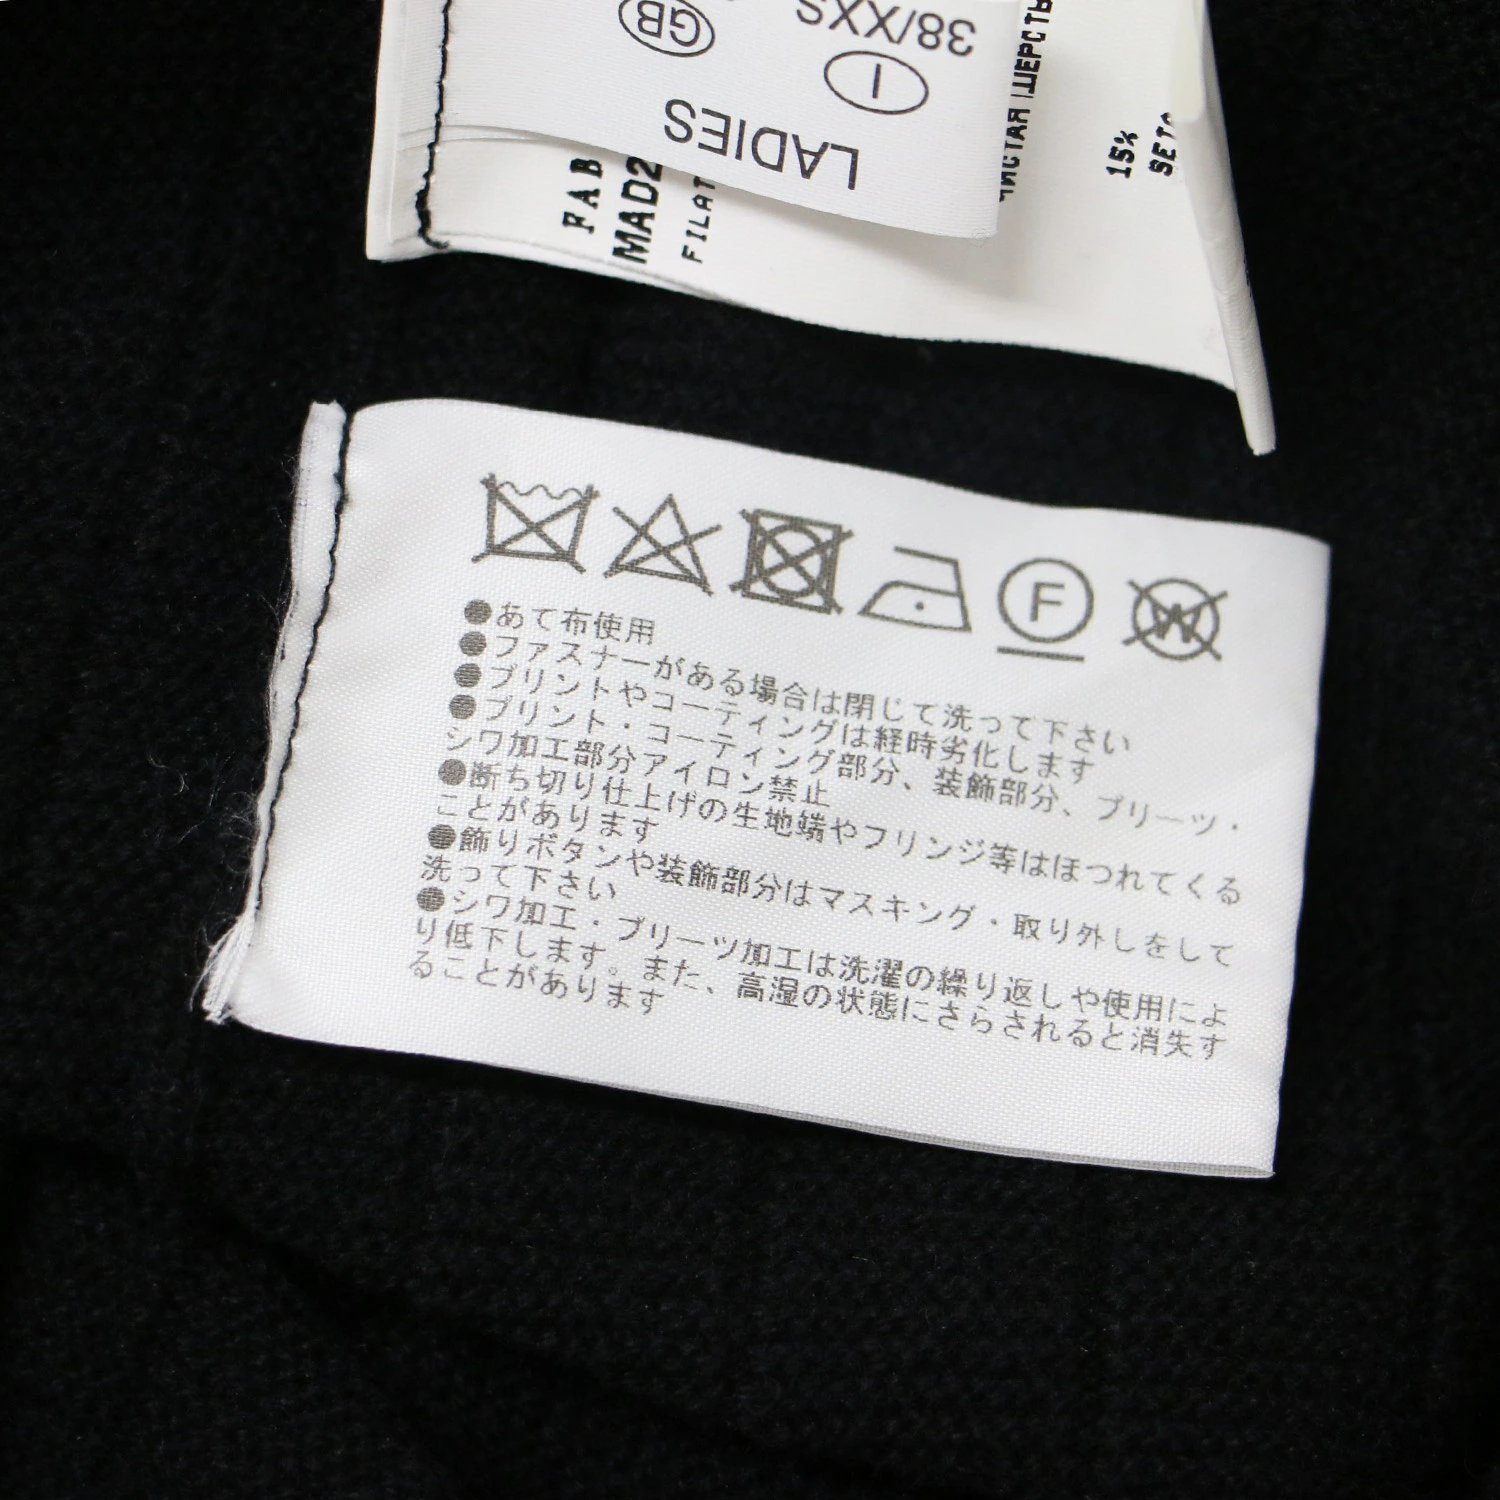 38/XXS
GB
I
LADIES
FAB
MAD2
FILAT
ЧИСТАЯ ШЕРСТЬ
15%
SETA
F
W
●あて布使用
●ファスナーがある場合は閉じて洗って下さい
●プリントやコーティングは経時劣化します
●プリント・コーティング部分、装飾部分、プリーツ・
シワ加工部分アイロン禁止
●断ち切り仕上げの生地端やフリンジ等はほつれてくる
ことがあります
●飾りボタンや装飾部分はマスキング・取り外しをして
洗って下さい
●シワ加工・プリーツ加工は洗濯の繰り返しや使用によ
り低下します。また、高湿の状態にさらされると消失す
ることがあります